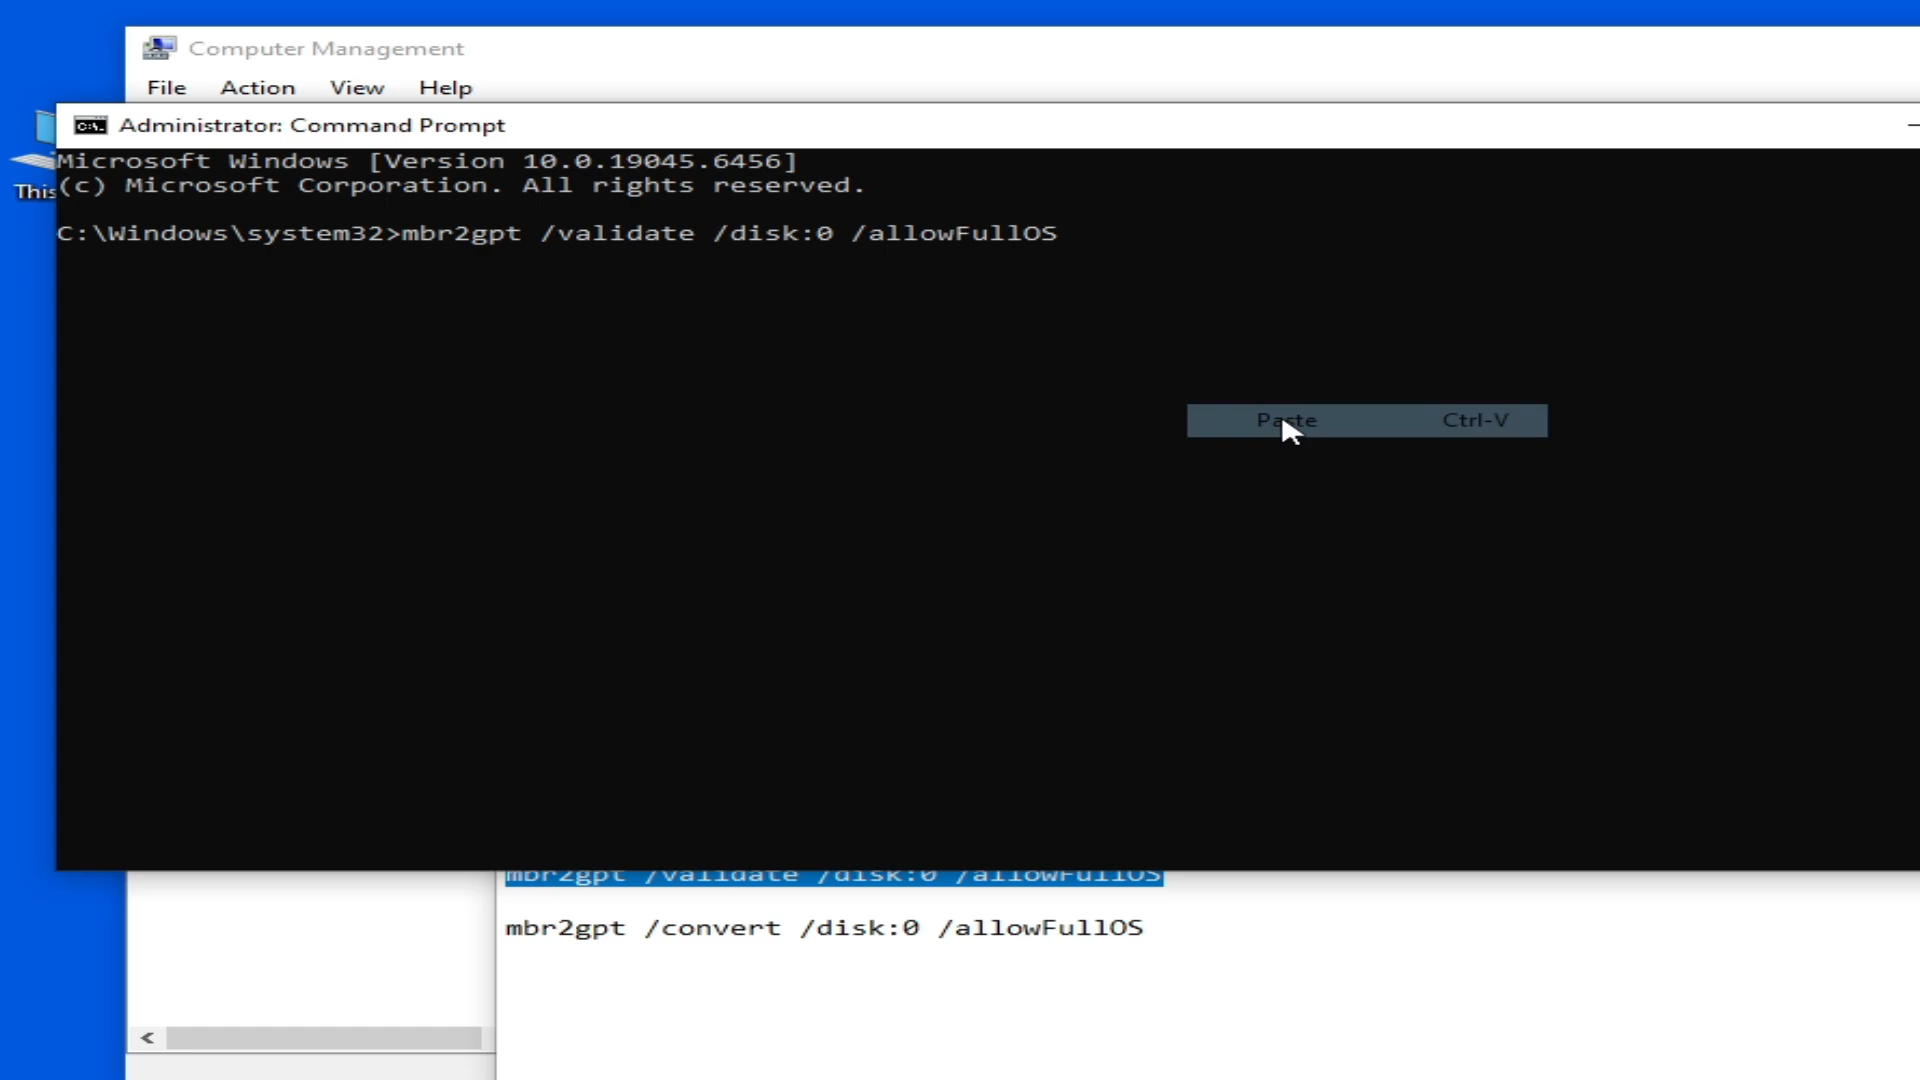 Computer Management
File Action View Help
Administrator: Command Prompt
Microsoft Windows [Version 10.0.19045.6456]
(c) Microsoft Corporation. All rights reserved.
This
C:\Windows\system32>mbr2gpt /validate /disk:0 /allowFullOS
Paste Ctrl-V
mbr2gpt /validate /disk:0 /allowFullOS
mbr2gpt /convert /disk:0 /allowFullOS